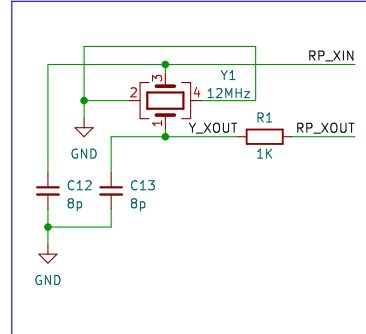 RP_XIN
3
Y1
2
4
12MHz
1
Y_XOUT
R1
RP_XOUT
GND
1K
C12
C13
8p
8p
GND